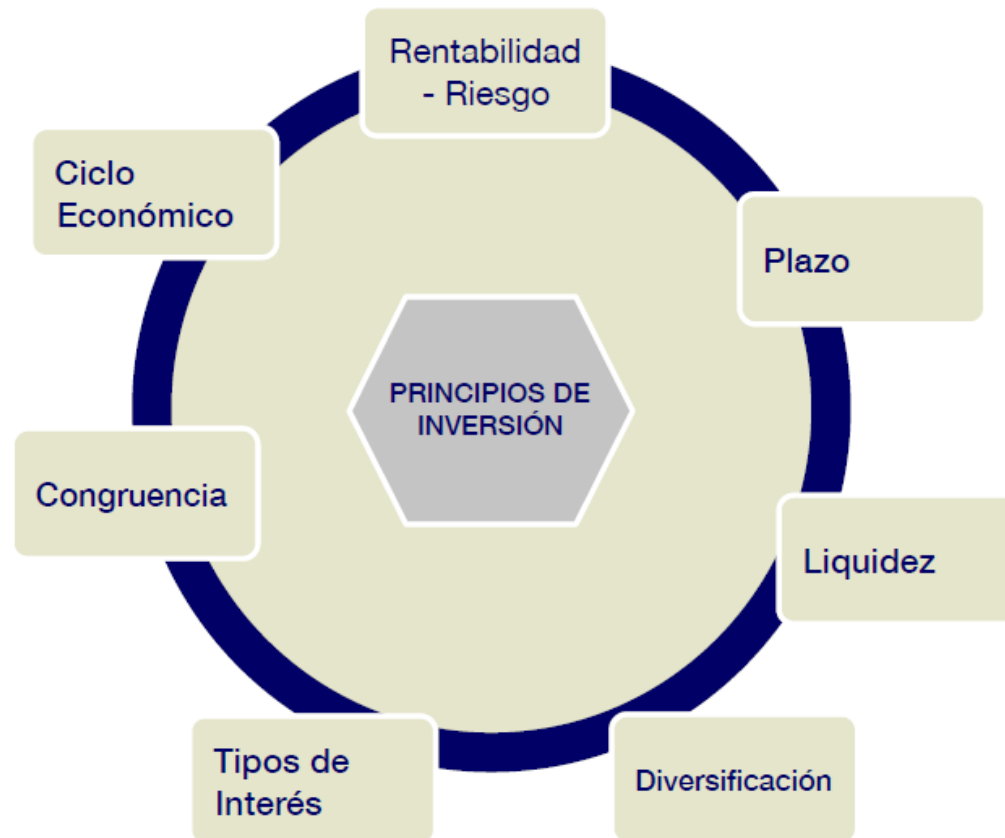 Rentabilidad
- Riesgo
Plazo
Liquidez
Diversificación
Tipos de
Interés
Congruencia
Ciclo
Económico
PRINCIPIOS DE
INVERSIÓN